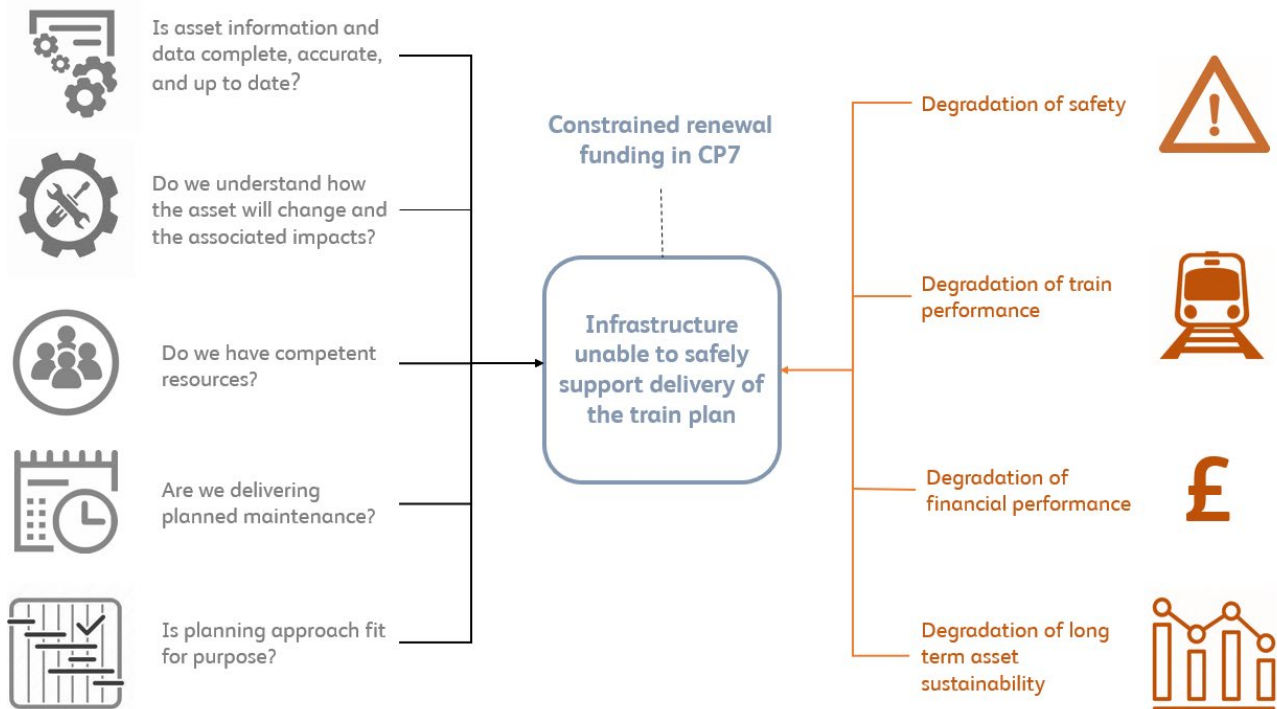 Is asset information and
data complete, accurate,
and up to date?
Do we understand how
the asset will change and
the associated impacts?
Do we have competent
resources?
Are we delivering
planned maintenance?
Is planning approach fit
for purpose?
Constrained renewal
funding in CP7
Infrastructure
unable to safely
support delivery of
the train plan
Degradation of safety
Degradation of train
performance
Degradation of
financial performance
£
Degradation of long
term asset
sustainability